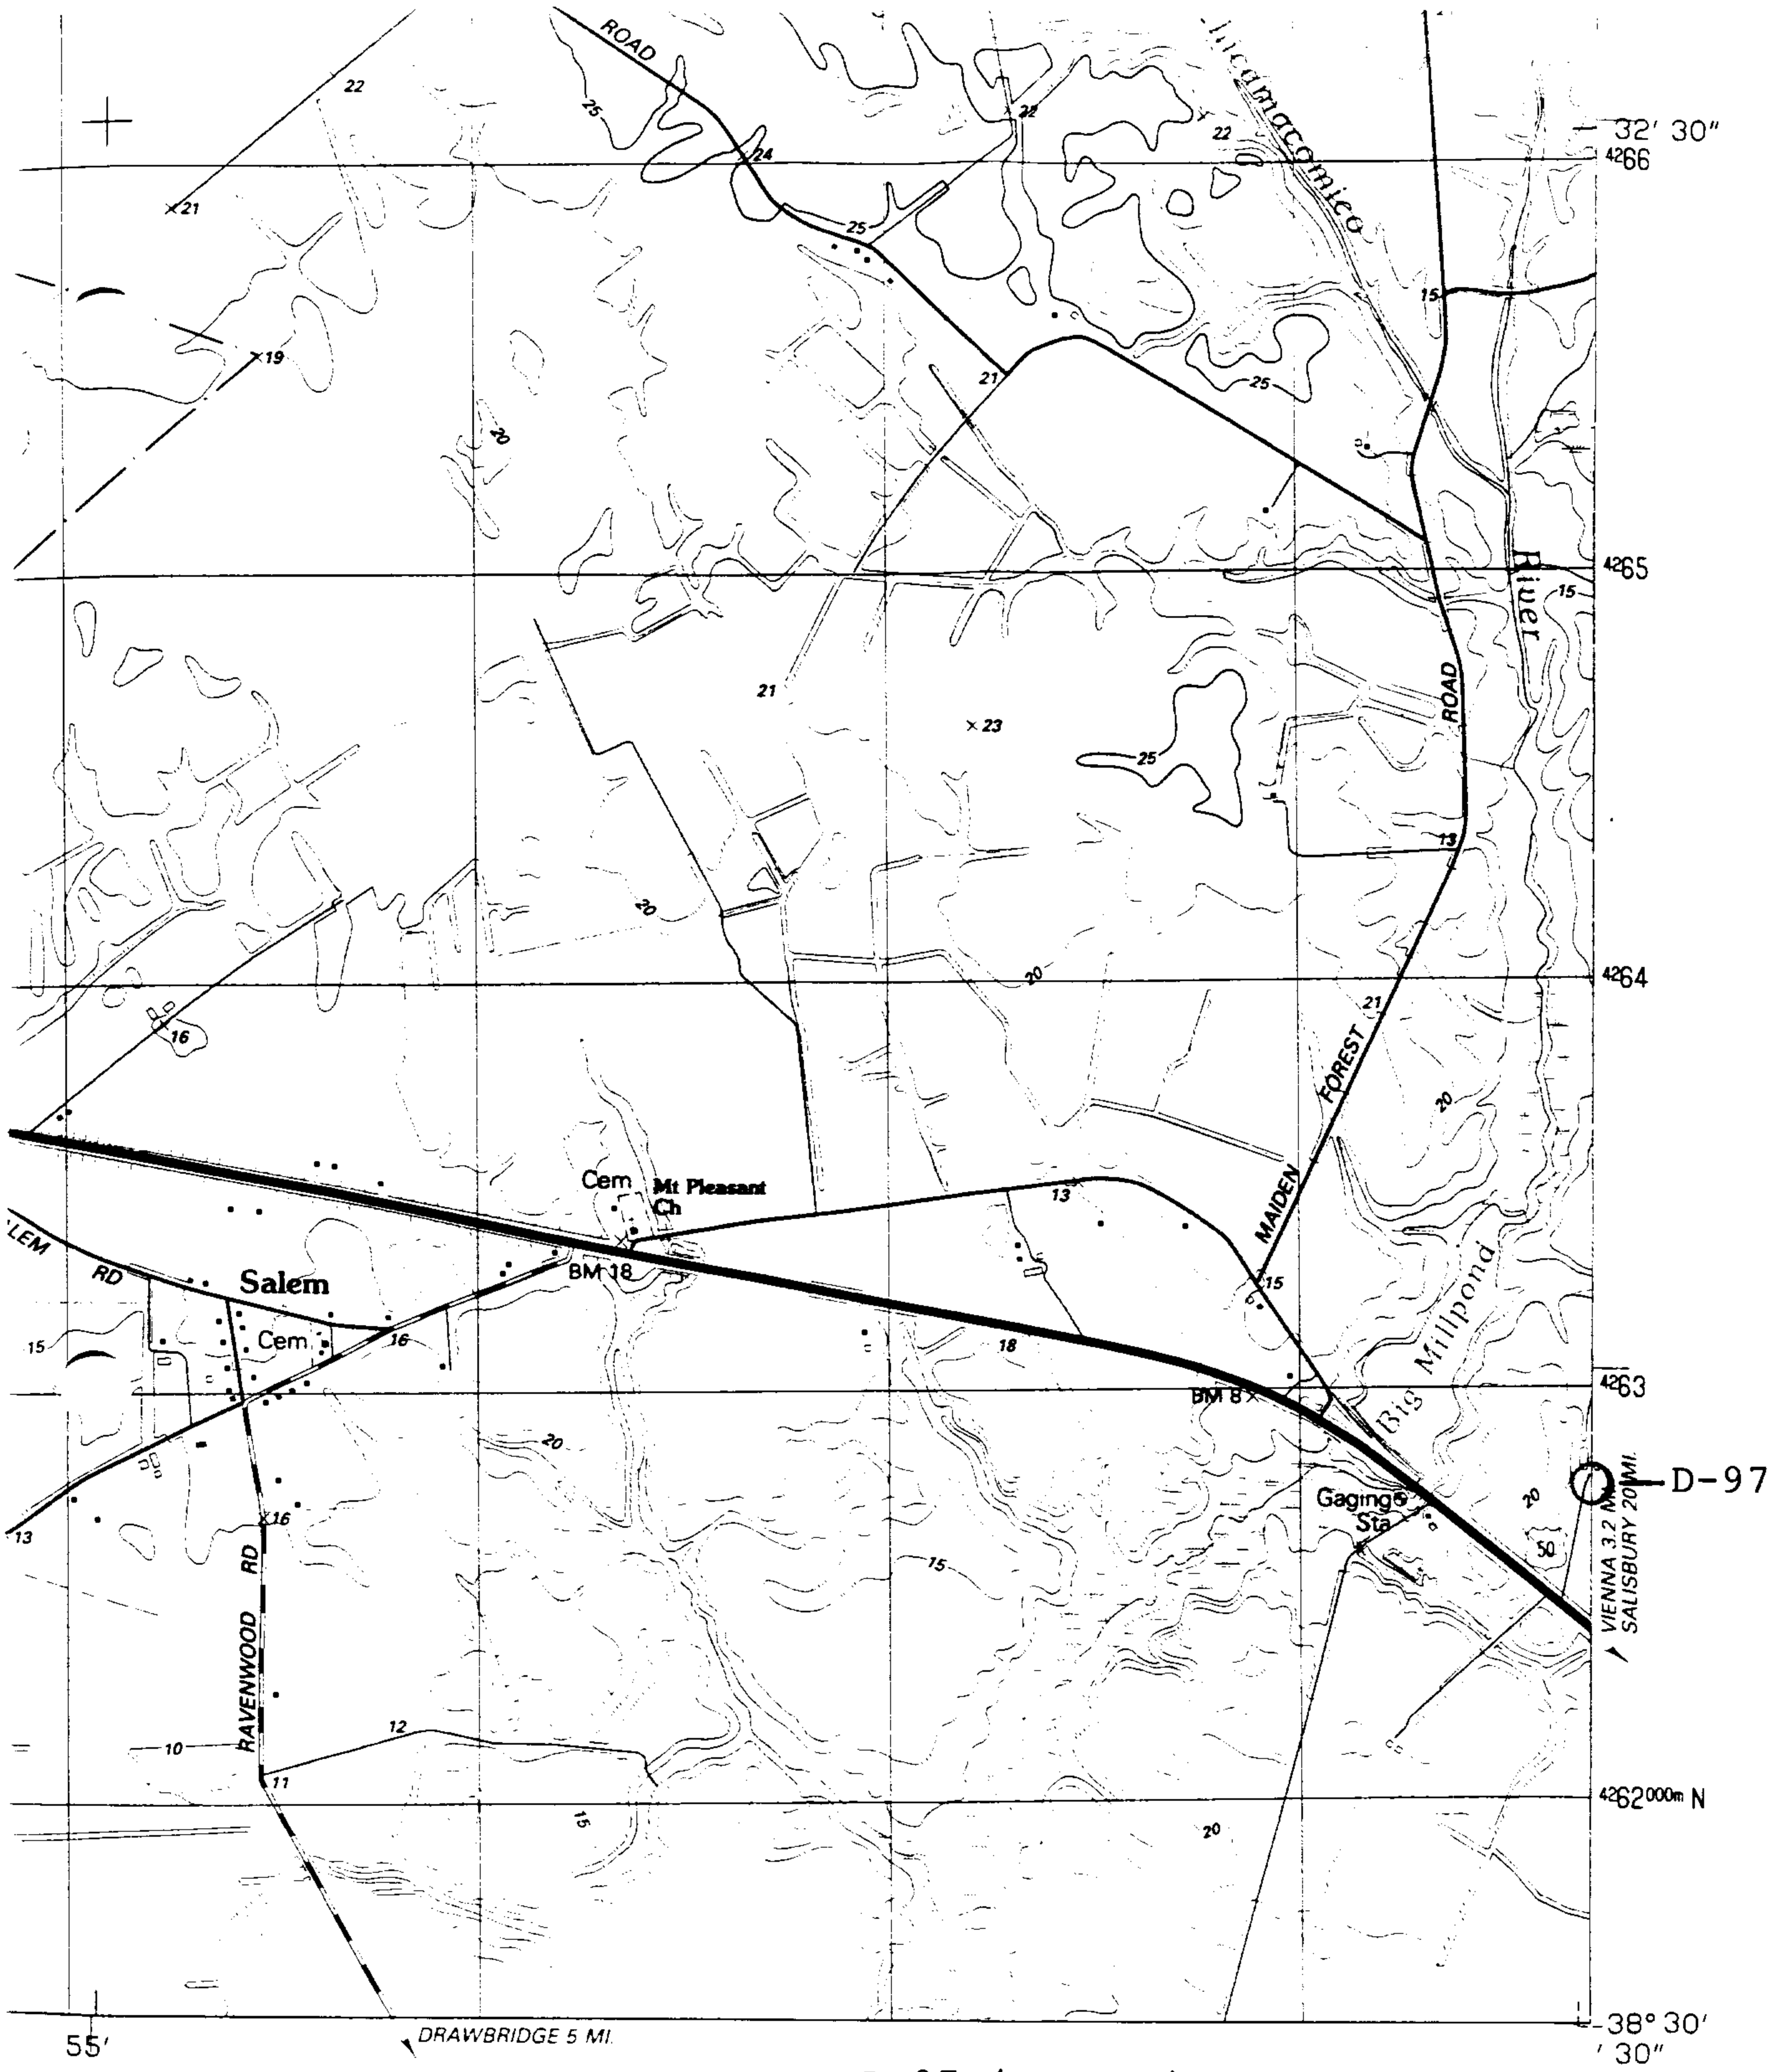 ROAD
22
25
22
22
32' 30"
24
4266
21
25
15
19
21
25
20
4265
River
15
ROAD
21
23
25
13
20
20
4264
21
16
FOREST
20
Cem
Mt Pleasant
Ch
13
MAIDEN
LEM
RD
Salem
BM 18
15
Big Millpond
Cem
16
15
18
BM 8
4263
20
D-97
Gaging
Sta
20
50
13
16
VIENNA 3.2 M
SALISBURY 20 MI.
RAVENWOOD RD
15
12
10
11
4262000m N
15
20
38° 30'
55'
DRAWBRIDGE 5 MI.
' 30"